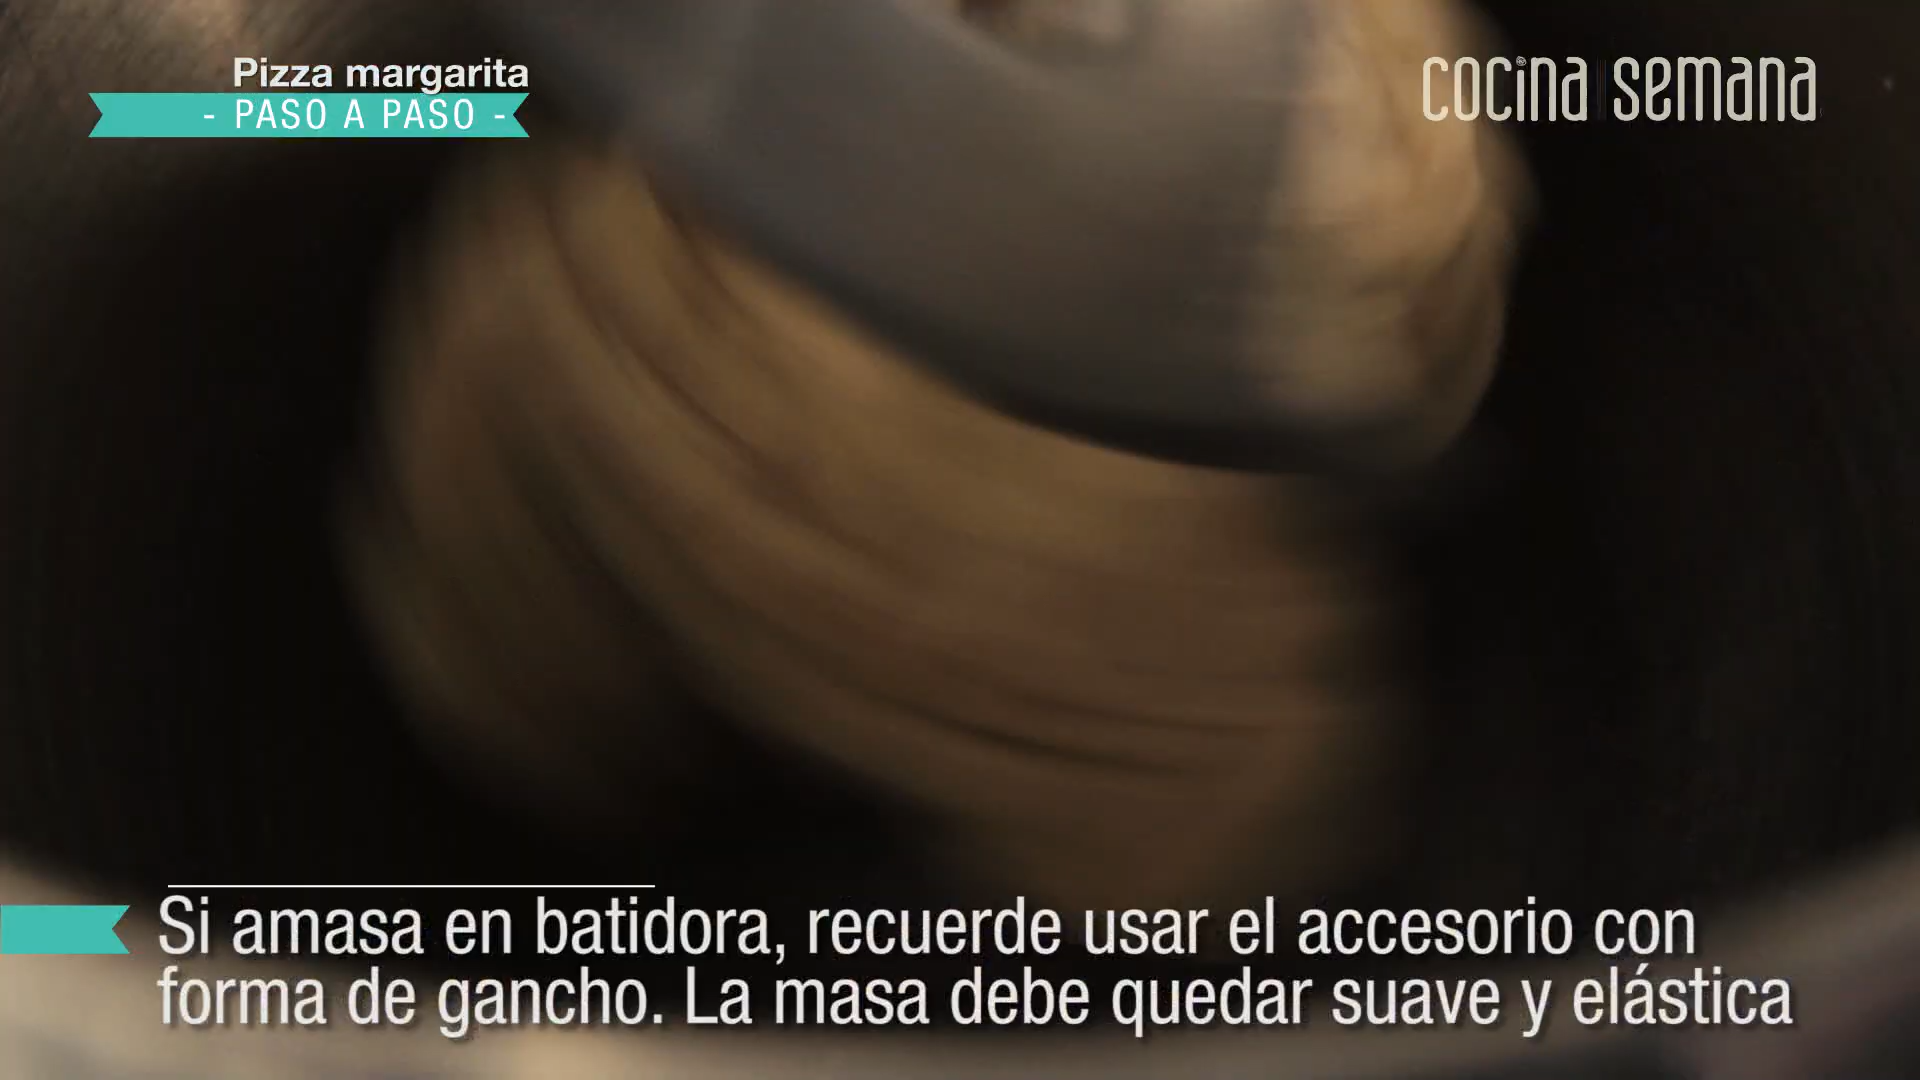 Pizza margarita
- PASO A PASO -
cocina semana
Si amasa en batidora, recuerde usar el accesorio con
forma de gancho. La masa debe quedar suave y elástica